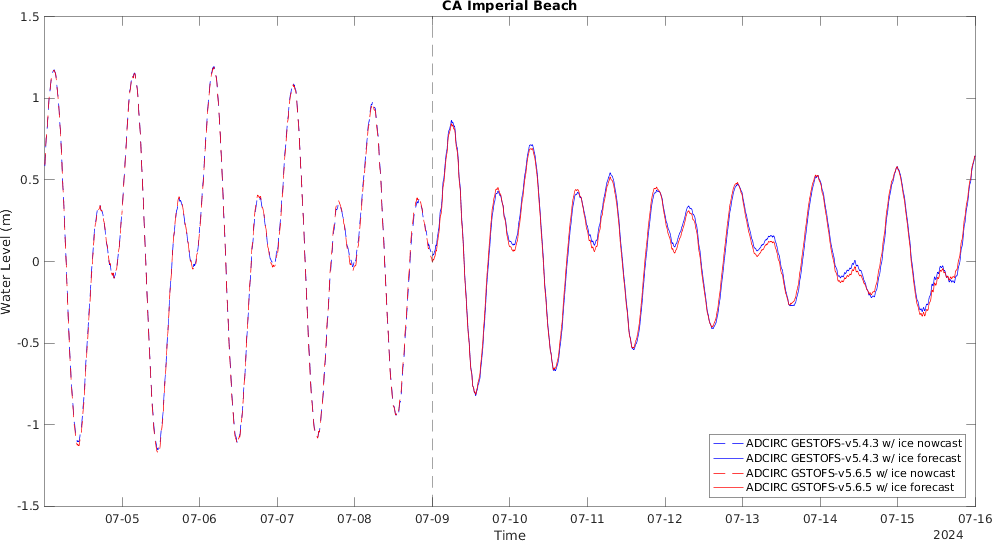 CA Imperial Beach
1.5
1
0.5
0
-0.5
-1
-1.5
Water Level (m)
07-05 07-06 07-07 07-08 07-09 07-10 07-11 07-12 07-13 07-14 07-15 07-16
Time
2024
ADCIRC GESTOFS-v5.4.3 w/ ice nowcast
ADCIRC GESTOFS-v5.4.3 w/ ice forecast
ADCIRC GSTOFS-v5.6.5 w/ ice nowcast
ADCIRC GSTOFS-v5.6.5 w/ ice forecast